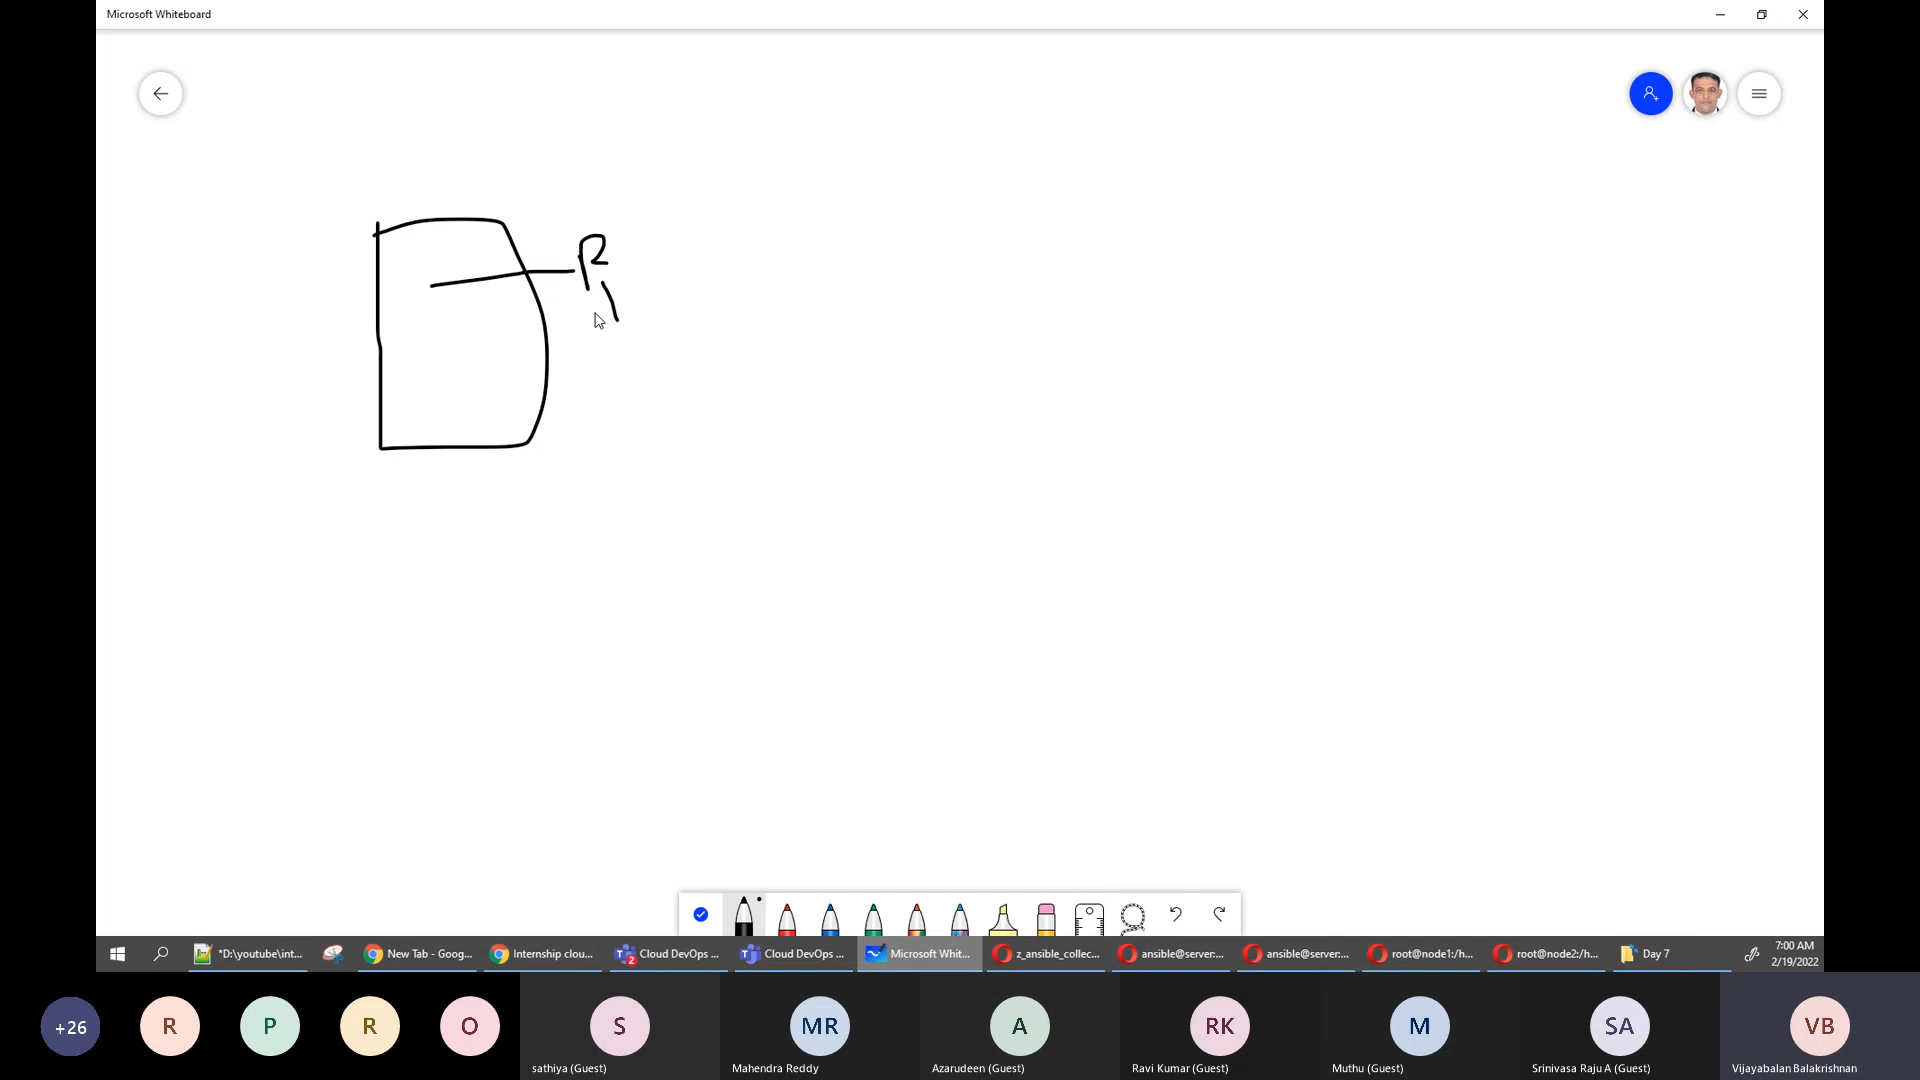 Microsoft Whiteboard
*D:\youtube\int...
New Tab - Goog...
Internship clou...
2
Cloud DevOps ...
Cloud DevOps ...
Microsoft Whit...
z_ansible_collec...
ansible@server:...
ansible@server:...
root@node1:/h...
root@node2:/h...
Day 7
7:00 AM
2/19/2022
+26
R
P
R
O
S
MR
A
RK
M
SA
VB
sathiya (Guest)
Mahendra Reddy
Azarudeen (Guest)
Ravi Kumar (Guest)
Muthu (Guest)
Srinivasa Raju A (Guest)
Vijayabalan Balakrishnan